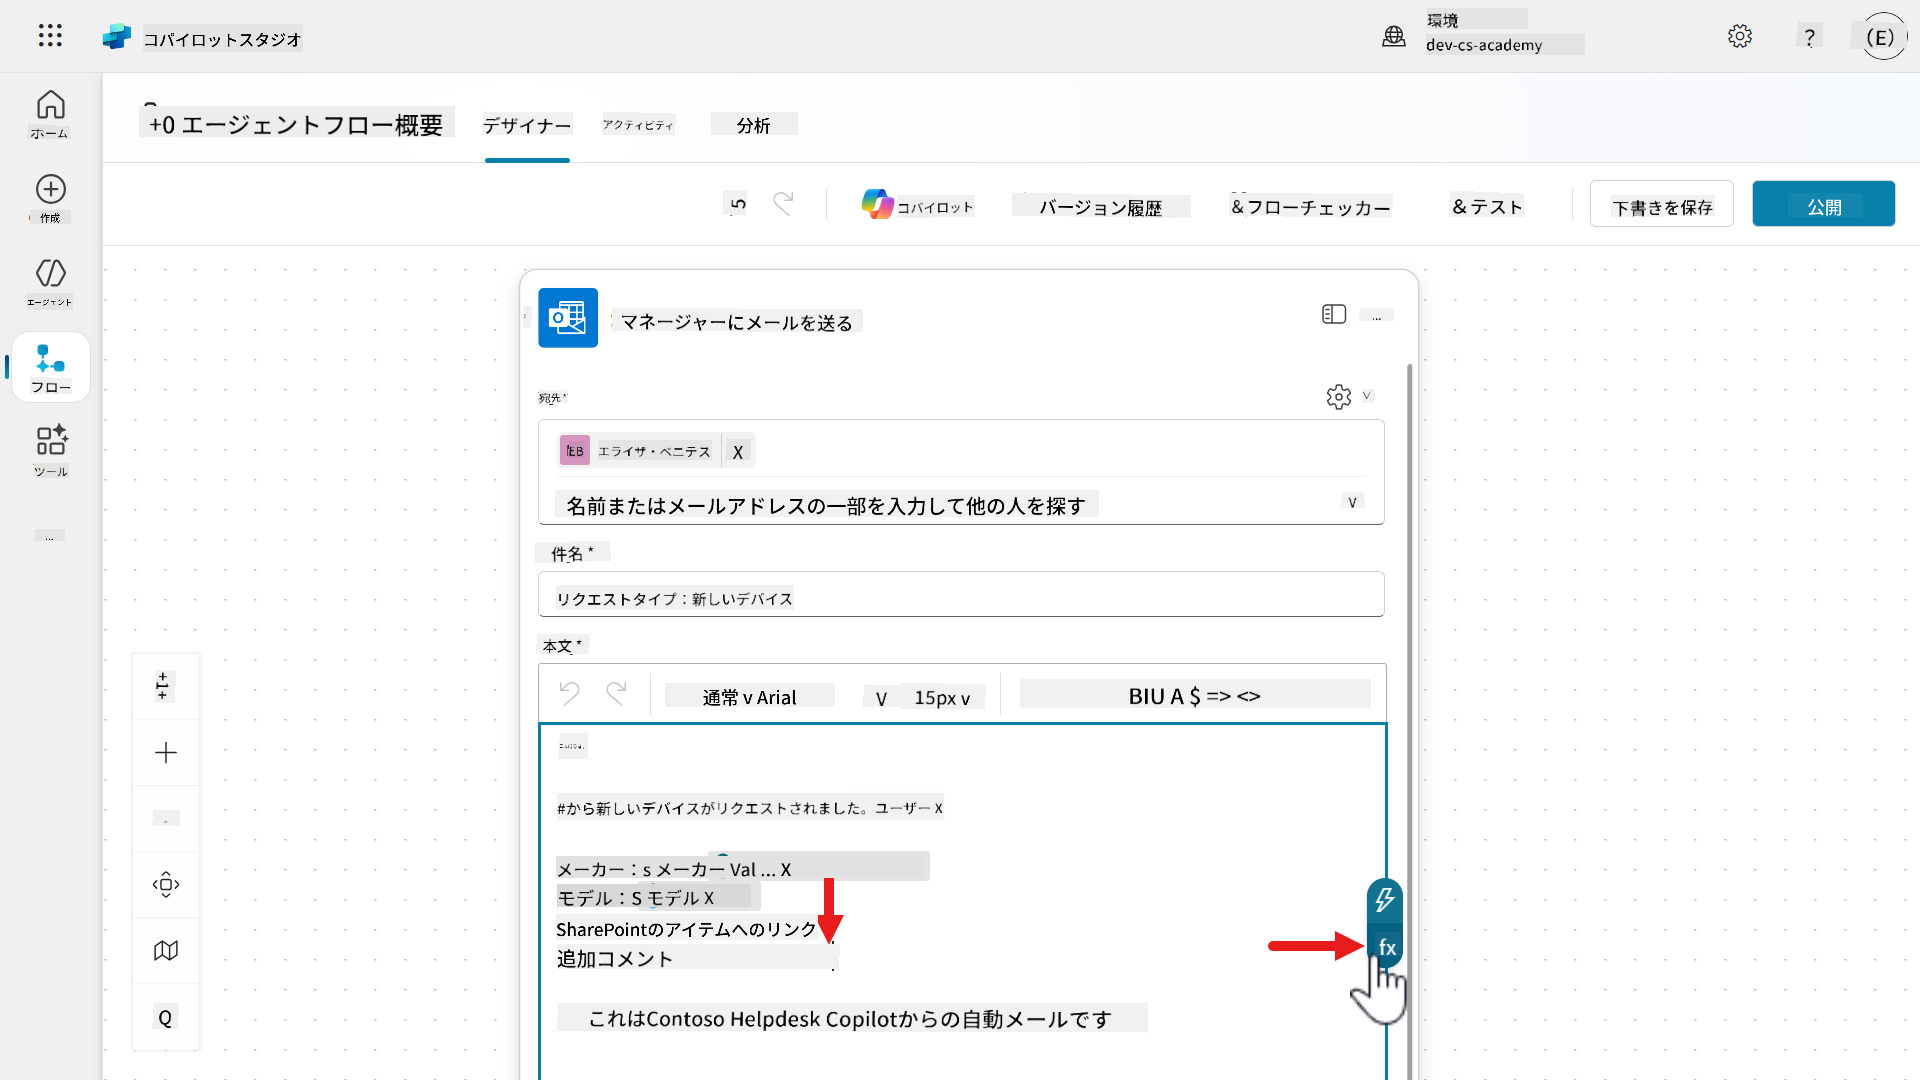 コパイロットスタジオ
環境
dev-cs-academy
?
(E)
ホーム
作成
エージェント
フロー
ツール
...
+0 エージェントフロー概要
デザイナー
アクティビティ
分析
5
コパイロット
バージョン履歴
&フローチェッカー
& テスト
下書きを保存
公開
マネージャーにメールを送る
...
宛先*
V
EB エライザ・ベニテス X
名前またはメールアドレスの一部を入力して他の人を探す
V
件名 *
リクエストタイプ：新しいデバイス
本文 *
通常 v Arial V 15px v BIU A $ => <>
#から新しいデバイスがリクエストされました。ユーザー X
メーカー：s メーカー Val ... X
モデル：S モデル X
SharePointのアイテムへのリンク
追加コメント
これはContoso Helpdesk Copilotからの自動メールです
fx
Q